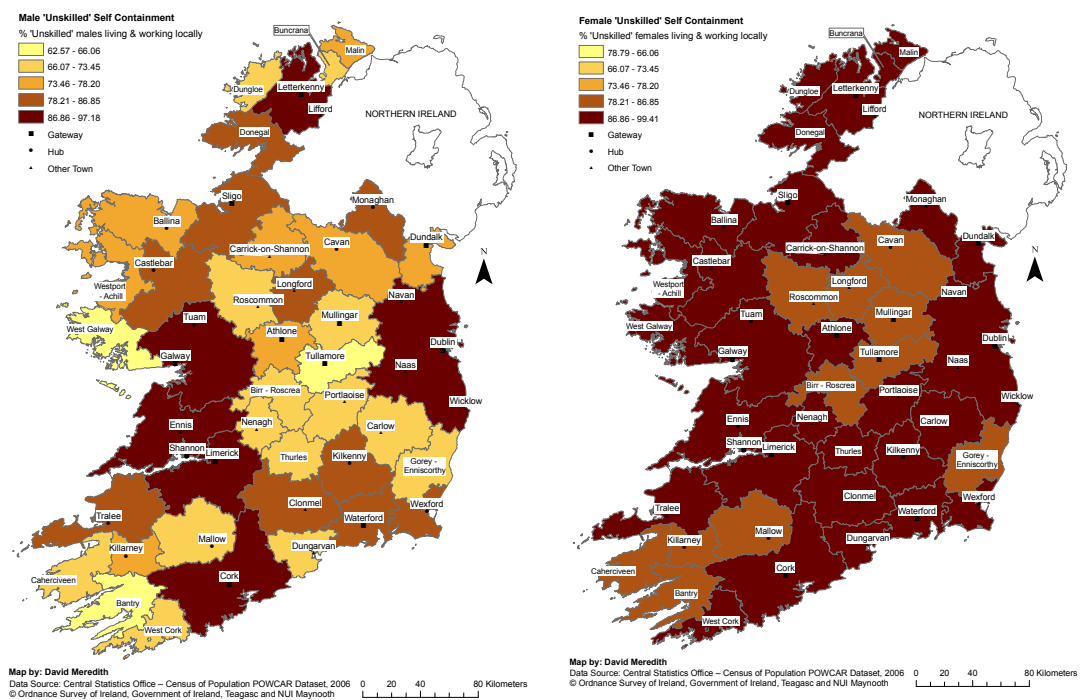 Male 'Unskilled' Self Containment
% 'Unskilled' males living & working locally
62.57 - 66.06
66.07 - 73.45
73.46 - 78.20
78.21 - 86.85
86.86 - 97.18
Gateway
Hub
Other Town
Buncrana
Malin
Dungloe
Letterkenny
Lifford
NORTHERN IRELAND
Donegal
Sligo
Monaghan
Ballina
Carrick-on-Shannon
Cavan
Dundalk
N
Castlebar
Westport
- Achill
Longford
Roscommon
Navan
Tuam
Mullingar
West Galway
Athlone
Dublin
Galway
Tullamore
Naas
Birr - Roscrea
Portlaoise
Wicklow
Ennis
Nenagh
Carlow
Shannon
Limerick
Thurles
Kilkenny
Gorey -
Enniscorthy
Clonmel
Wexford
Tralee
Waterford
Killarney
Mallow
Dungarvan
Caherciveen
Cork
Bantry
West Cork
Map by: David Meredith
Data Source: Central Statistics Office – Census of Population POWCAR Dataset, 2006
© Ordnance Survey of Ireland, Government of Ireland, Teagasc and NUI Maynooth
0 20 40 80 Kilometers
Female 'Unskilled' Self Containment
% 'Unskilled' females living & working locally
78.79 - 66.06
66.07 - 73.45
73.46 - 78.20
78.21 - 86.85
86.86 - 99.41
Gateway
Hub
Other Town
Buncrana
Malin
Dungloe
Letterkenny
Lifford
NORTHERN IRELAND
Donegal
Sligo
Monaghan
Ballina
Carrick-on-Shannon
Cavan
Dundalk
N
Castlebar
Westport
- Achill
Longford
Roscommon
Navan
Tuam
Mullingar
West Galway
Athlone
Dublin
Galway
Tullamore
Naas
Birr - Roscrea
Portlaoise
Wicklow
Ennis
Nenagh
Carlow
Shannon
Limerick
Thurles
Kilkenny
Gorey -
Enniscorthy
Clonmel
Wexford
Tralee
Waterford
Killarney
Mallow
Dungarvan
Caherciveen
Cork
Bantry
West Cork
Map by: David Meredith
Data Source: Central Statistics Office – Census of Population POWCAR Dataset, 2006
© Ordnance Survey of Ireland, Government of Ireland, Teagasc and NUI Maynooth
0 20 40 80 Kilometers